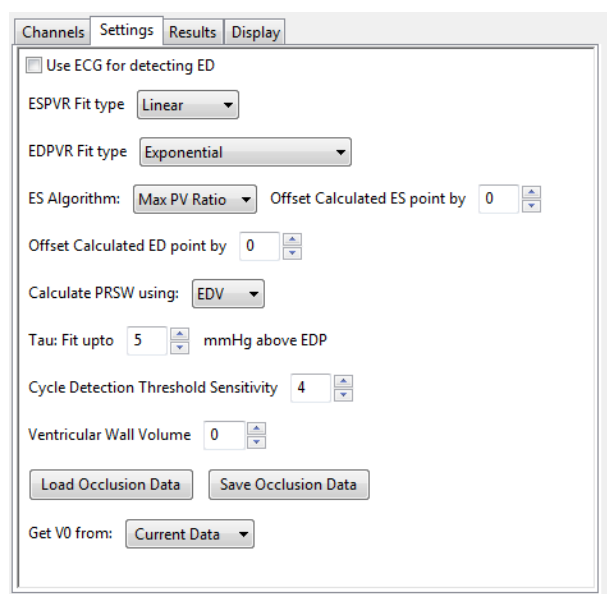 Channels Settings Results Display
Use ECG for detecting ED
ESPVR Fit type Linear
EDPVR Fit type Exponential
ES Algorithm: Max PV Ratio Offset Calculated ES point by 0
Offset Calculated ED point by 0
Calculate PRSW using: EDV
Tau: Fit upto 5 mmHg above EDP
Cycle Detection Threshold Sensitivity 4
Ventricular Wall Volume 0
Load Occlusion Data Save Occlusion Data
Get V0 from: Current Data